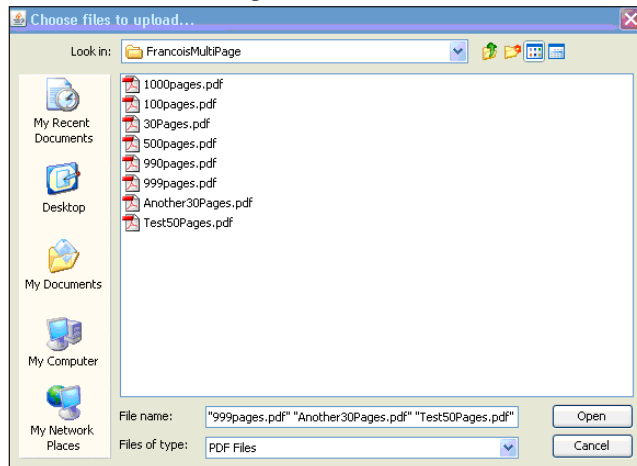 Choose files to upload...
Look in: FrancoisMultiPage
1000pages.pdf
100pages.pdf
30Pages.pdf
500pages.pdf
990pages.pdf
999pages.pdf
Another30Pages.pdf
Test50Pages.pdf
My Recent
Documents
Desktop
My Documents
My Computer
My Network
Places
File name: "999pages.pdf" "Another30Pages.pdf" "Test50Pages.pdf" Open
Files of type: PDF Files Cancel